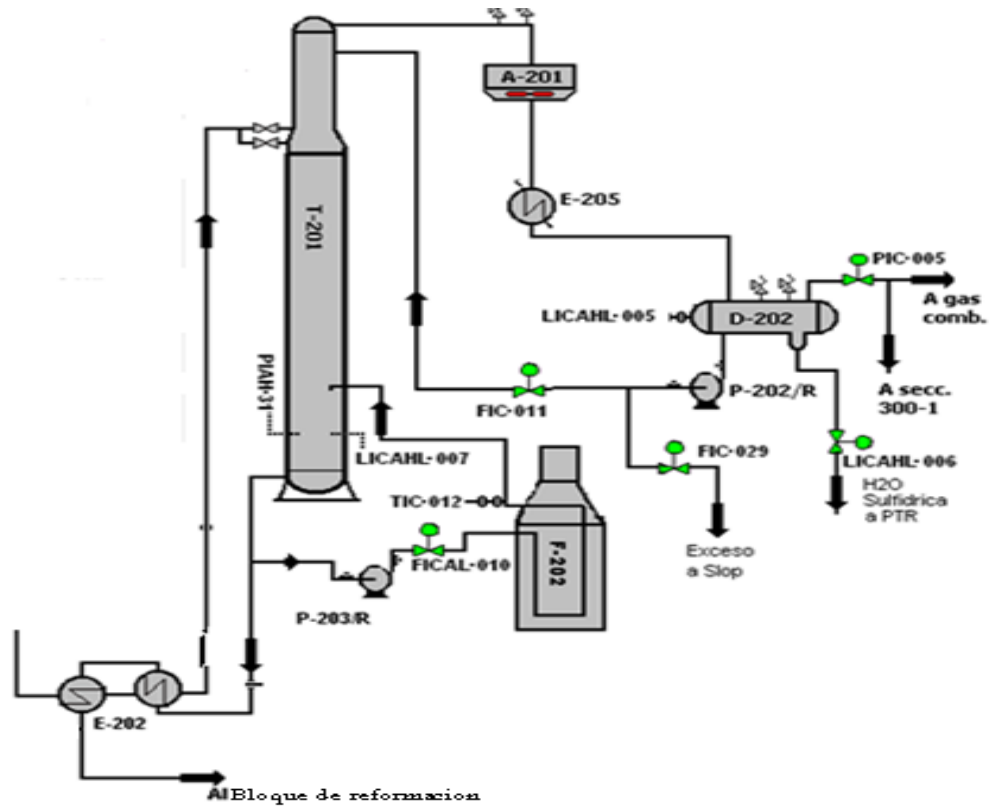 A-201
E-205
T-201
PIC-005
A gas
comb.
LICAHL-005
D-202
P-202/R
A secc.
300-1
FIC-011
PIAH-31
LICAHL-007
FIC-029
LICAHL-006
H2O
Sulfidrica
a PTR
TIC-012
FICAL-010
F-202
Exceso
a Slop
P-203/R
E-202
Al Bloque de reformacion